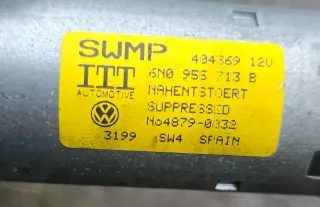 SWMP 404369 12V
ITT 6N0 955 713 B
AUTOMOTIVE NAHENTSTOERT
SUPPRESSED
No4879-0032
3199 SW4 SPAIN